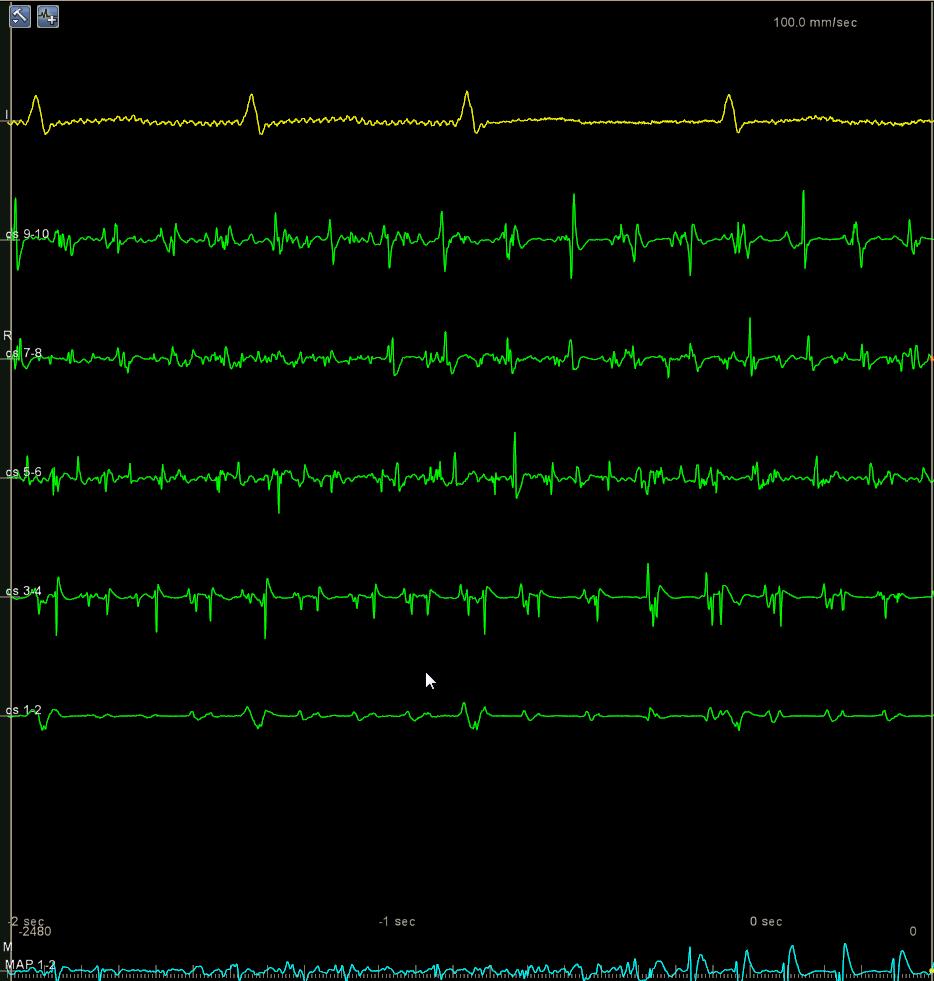 100.0 mm/sec
I
cs 9-10
R
cs 7-8
cs 5-6
cs 3-4
cs 1-2
-2 sec
-1 sec
0 sec
-2480
0
M
MAP 1-2